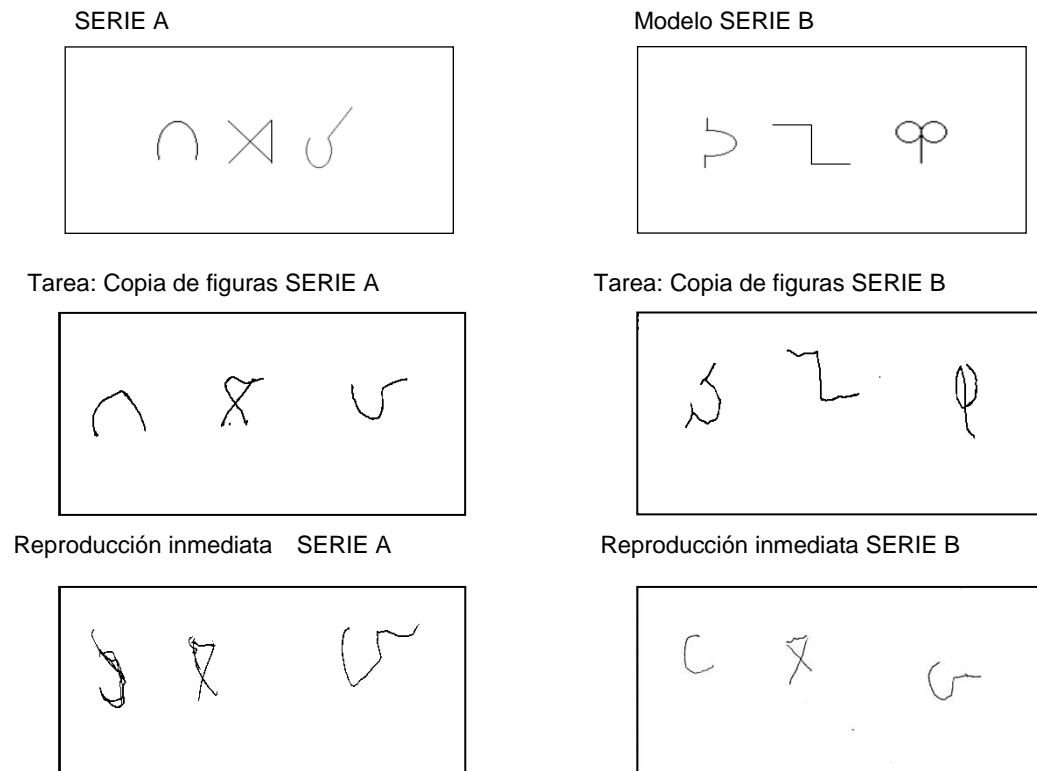 SERIE A
Modelo SERIE B
Tarea: Copia de figuras SERIE A
Tarea: Copia de figuras SERIE B
Reproducción inmediata SERIE A
Reproducción inmediata SERIE B